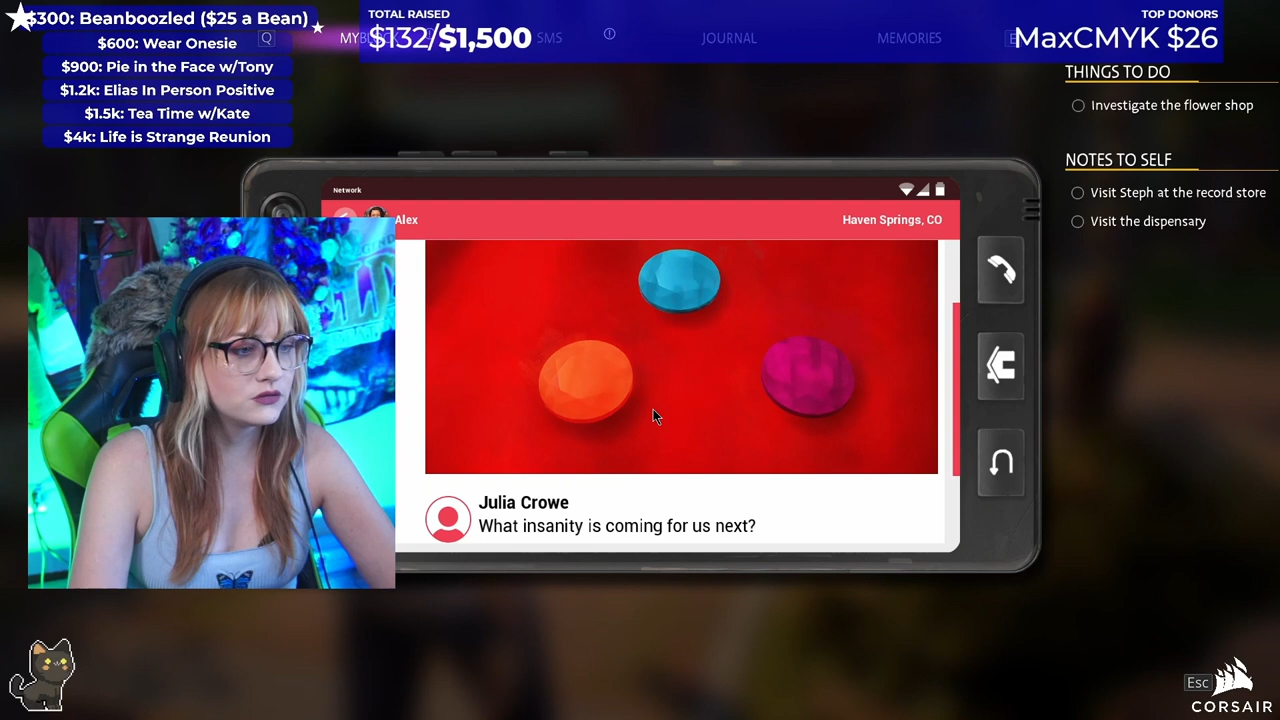 $300: Beanboozled ($25 a Bean)
$600: Wear Onesie
$900: Pie in the Face w/Tony
$1.2k: Elias In Person Positive
$1.5k: Tea Time w/Kate
$4k: Life is Strange Reunion
TOTAL RAISED
$132/$1,500
TOP DONORS
MaxCMYK $26
Q
SMS
JOURNAL
MEMORIES
THINGS TO DO
Investigate the flower shop
NOTES TO SELF
Visit Steph at the record store
Visit the dispensary
Network
Alex
Haven Springs, CO
Julia Crowe
What insanity is coming for us next?
Esc
CORSAIR